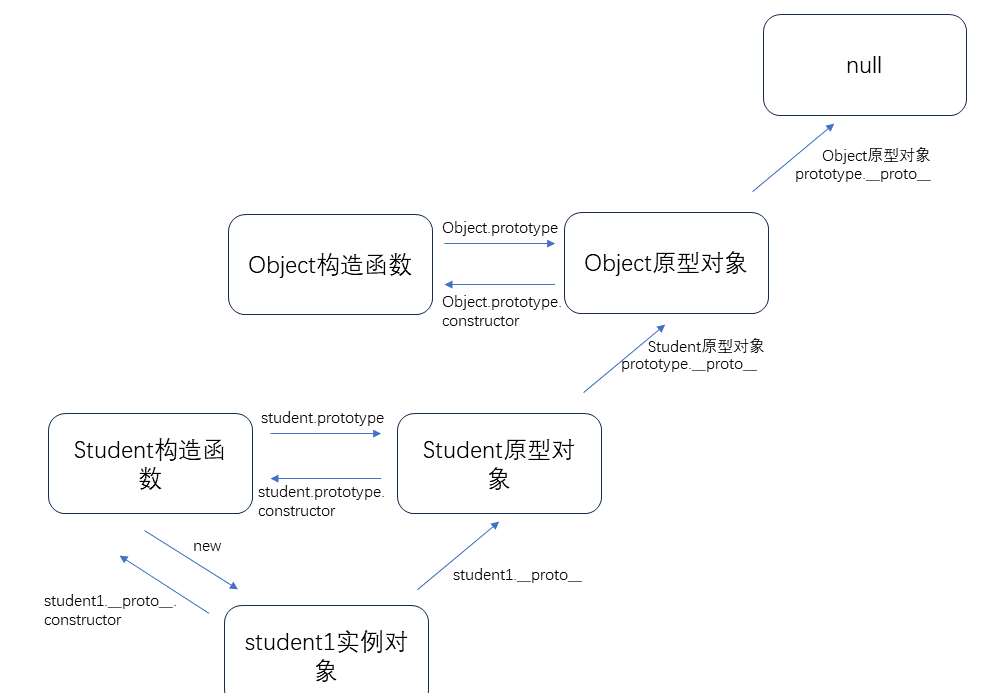 null
Object原型对象
prototype.__proto__
Object构造函数
Object.prototype
Object.prototype.
constructor
Object原型对象
Student原型对象
prototype.__proto__
Student构造函
数
student.prototype
student.prototype.
constructor
Student原型对
象
new
student1.__proto__.
constructor
student1.__proto__
student1实例对
象